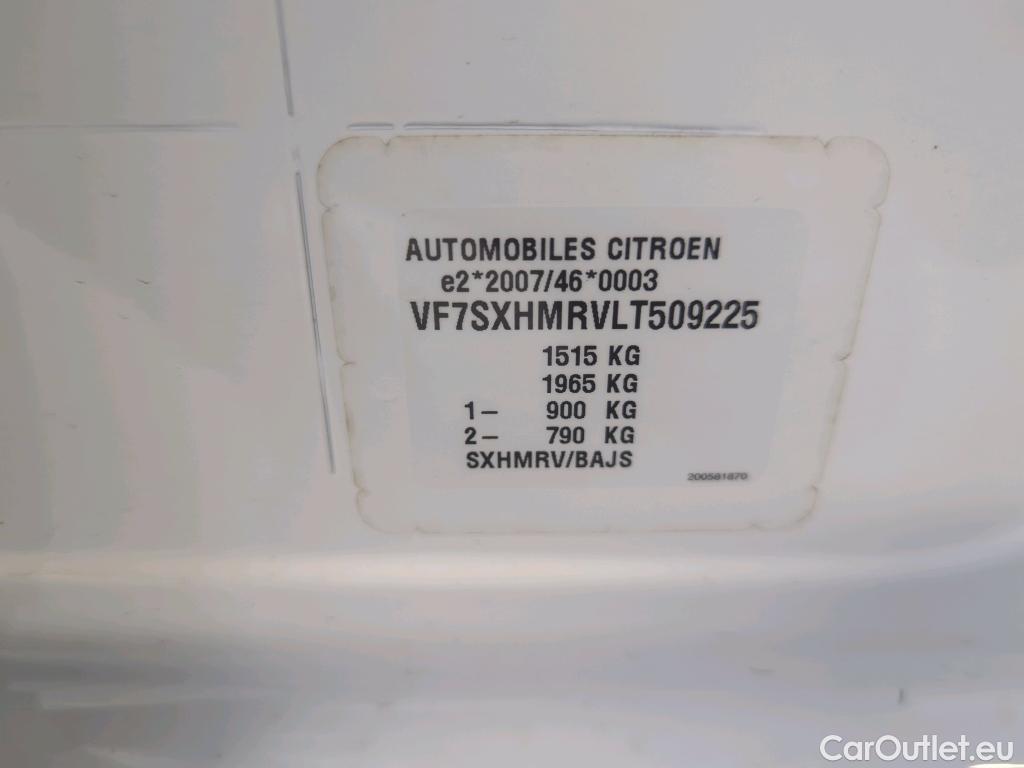 AUTOMOBILES CITROEN
e2*2007/46*0003
VF7SXHMRVLT509225
1515 KG
1965 KG
1– 900 KG
2– 790 KG
SXHMRV/BAJS
200581870
CarOutlet.eu